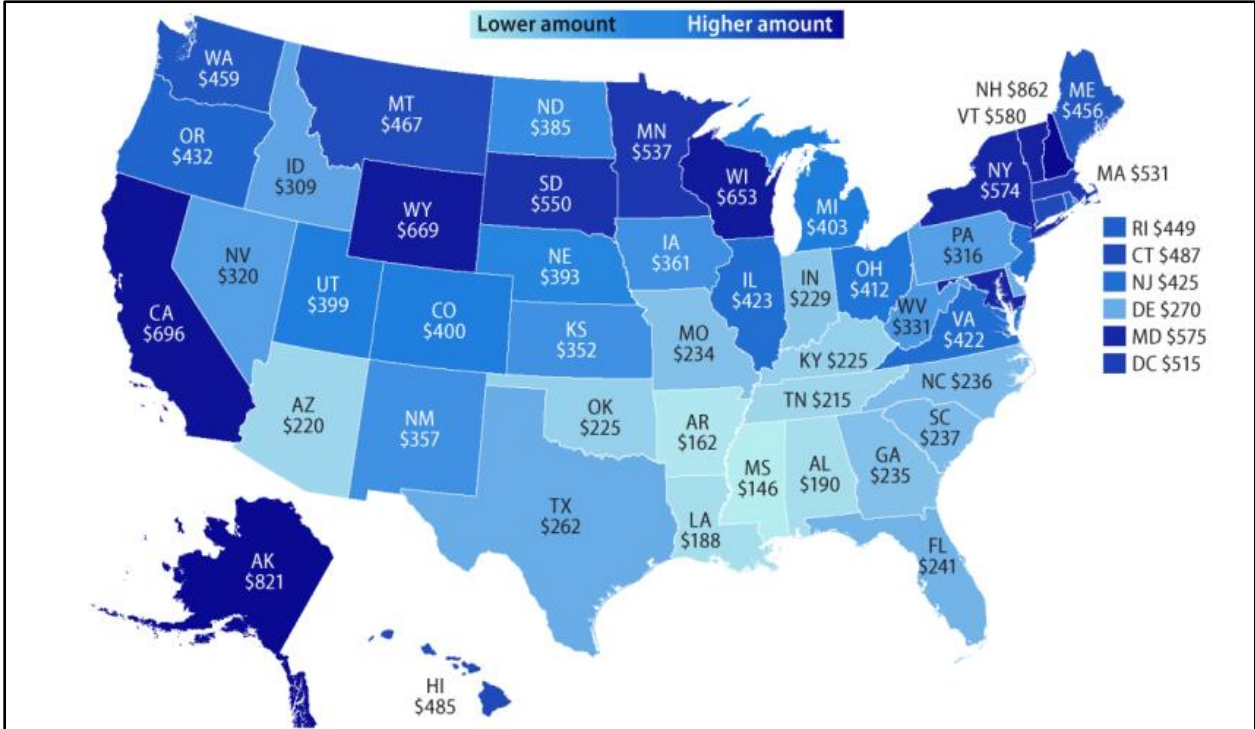 Lower amount Higher amount
WA
$459
OR
$432
CA
$696
NV
$320
ID
$309
MT
$467
WY
$669
UT
$399
CO
$400
AZ
$220
NM
$357
ND
$385
SD
$550
NE
$393
KS
$352
OK
$225
TX
$262
MN
$537
IA
$361
MO
$234
AR
$162
LA
$188
WI
$653
IL
$423
MI
$403
IN
$229
OH
$412
KY $225
TN $215
MS
$146
AL
$190
GA
$235
FL
$241
SC
$237
NC $236
VA
$422
WV
$331
PA
$316
NY
$574
NH $862
VT $580
ME
$456
MA $531
RI $449
CT $487
NJ $425
DE $270
MD $575
DC $515
AK
$821
HI
$485